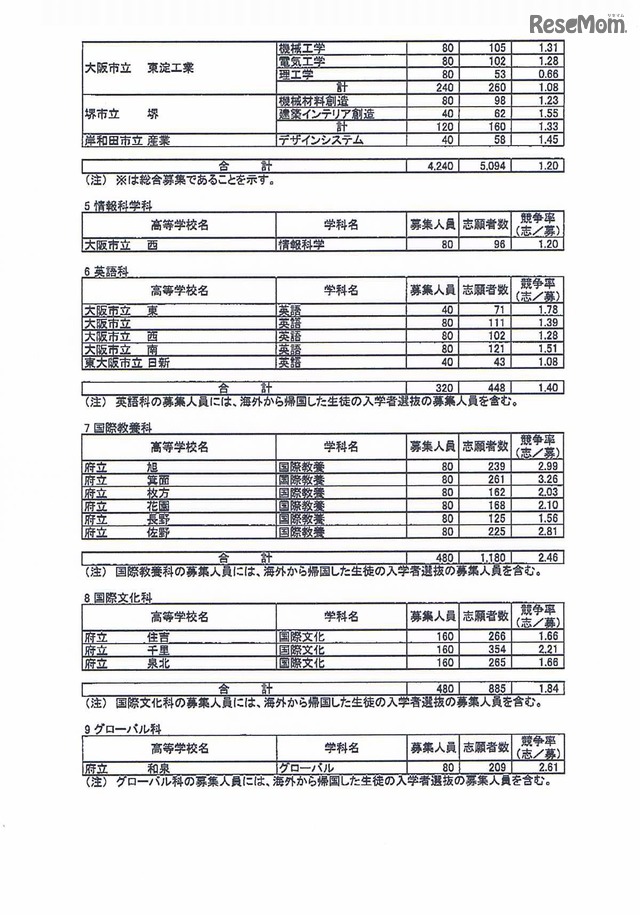 リセマム
ReseMom.
機械工学 80 105 1.31
大阪市立 東淀工業 電気工学 80 102 1.28
理工学 80 53 0.66
計 240 260 1.08
機械材料創造 80 98 1.23
堺市立 堺 建築インテリア創造 40 62 1.55
計 120 160 1.33
岸和田市立 産業 デザインシステム 40 58 1.45
合 計 4,240 5,094 1.20
（注） ※は総合募集であることを示す。
5 情報科学科
高等学校名 学科名 募集人員 志願者数 競争率（志／募）
大阪市立 西 情報科学 80 96 1.20
6 英語科
高等学校名 学科名 募集人員 志願者数 競争率（志／募）
大阪市立 東 英語 40 71 1.78
大阪市立 英語 80 111 1.39
大阪市立 西 英語 80 102 1.28
大阪市立 南 英語 80 121 1.51
東大阪市立 日新 英語 40 43 1.08
合 計 320 448 1.40
（注） 英語科の募集人員には、海外から帰国した生徒の入学者選抜の募集人員を含む。
7 国際教養科
高等学校名 学科名 募集人員 志願者数 競争率（志／募）
府立 旭 国際教養 80 239 2.99
府立 箕面 国際教養 80 261 3.26
府立 枚方 国際教養 80 162 2.03
府立 花園 国際教養 80 168 2.10
府立 長野 国際教養 80 125 1.56
府立 佐野 国際教養 80 225 2.81
合 計 480 1,180 2.46
（注） 国際教養科の募集人員には、海外から帰国した生徒の入学者選抜の募集人員を含む。
8 国際文化科
高等学校名 学科名 募集人員 志願者数 競争率（志／募）
府立 住吉 国際文化 160 266 1.66
府立 千里 国際文化 160 354 2.21
府立 泉北 国際文化 160 265 1.66
合 計 480 885 1.84
（注） 国際文化科の募集人員には、海外から帰国した生徒の入学者選抜の募集人員を含む。
9 グローバル科
高等学校名 学科名 募集人員 志願者数 競争率（志／募）
府立 和泉 グローバル 80 209 2.61
（注） グローバル科の募集人員には、海外から帰国した生徒の入学者選抜の募集人員を含む。